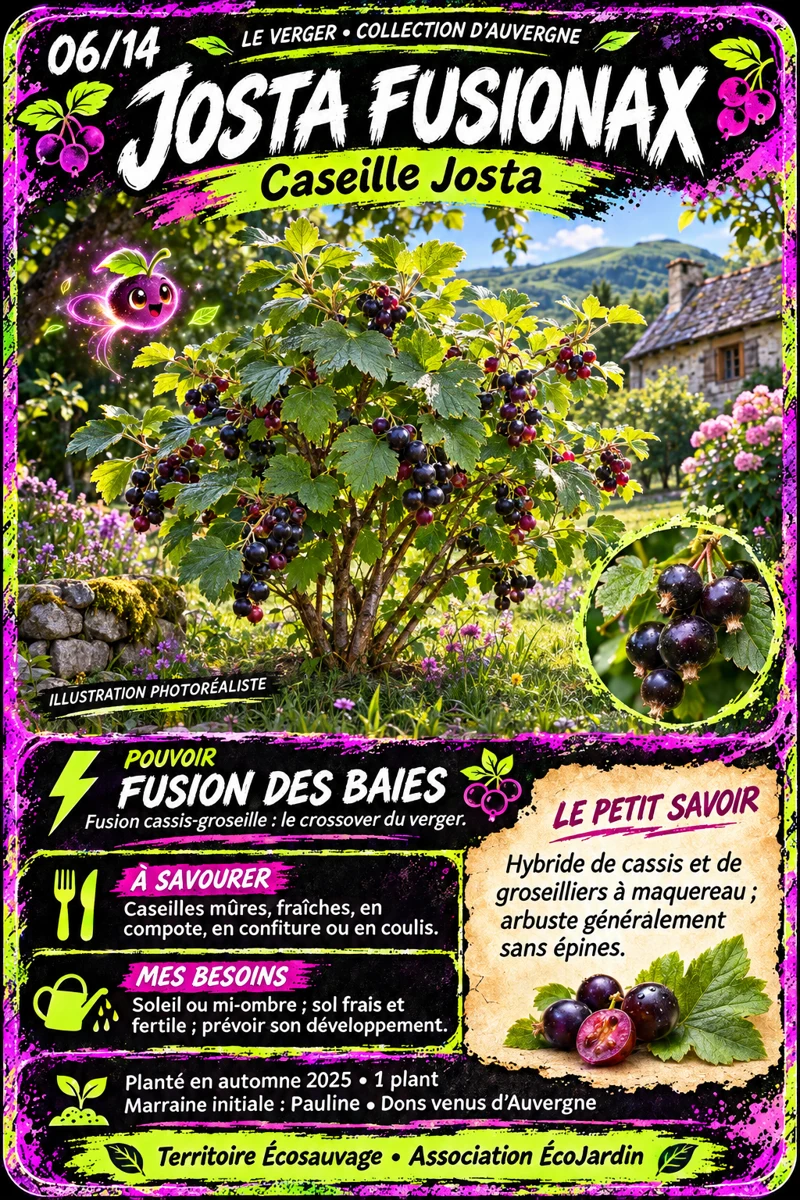 06/14
LE VERGER • COLLECTION D'AUVERGNE
JOSTA FUSIONAX
Caseille Josta
ILLUSTRATION PHOTORÉALISTE
POUVOIR
FUSION DES BAIES
Fusion cassis-groseille : le crossover du verger.
À SAVOURER
Caseilles mûres, fraîches, en
compote, en confiture ou en coulis.
MES BESOINS
Soleil ou mi-ombre ; sol frais et
fertile ; prévoir son développement.
LE PETIT SAVOIR
Hybride de cassis et de
groseilliers à maquereau ;
arbuste généralement
sans épines.
Planté en automne 2025 • 1 plant
Marraine initiale : Pauline • Dons venus d'Auvergne
Territoire Écosauvage • Association ÉcoJardin